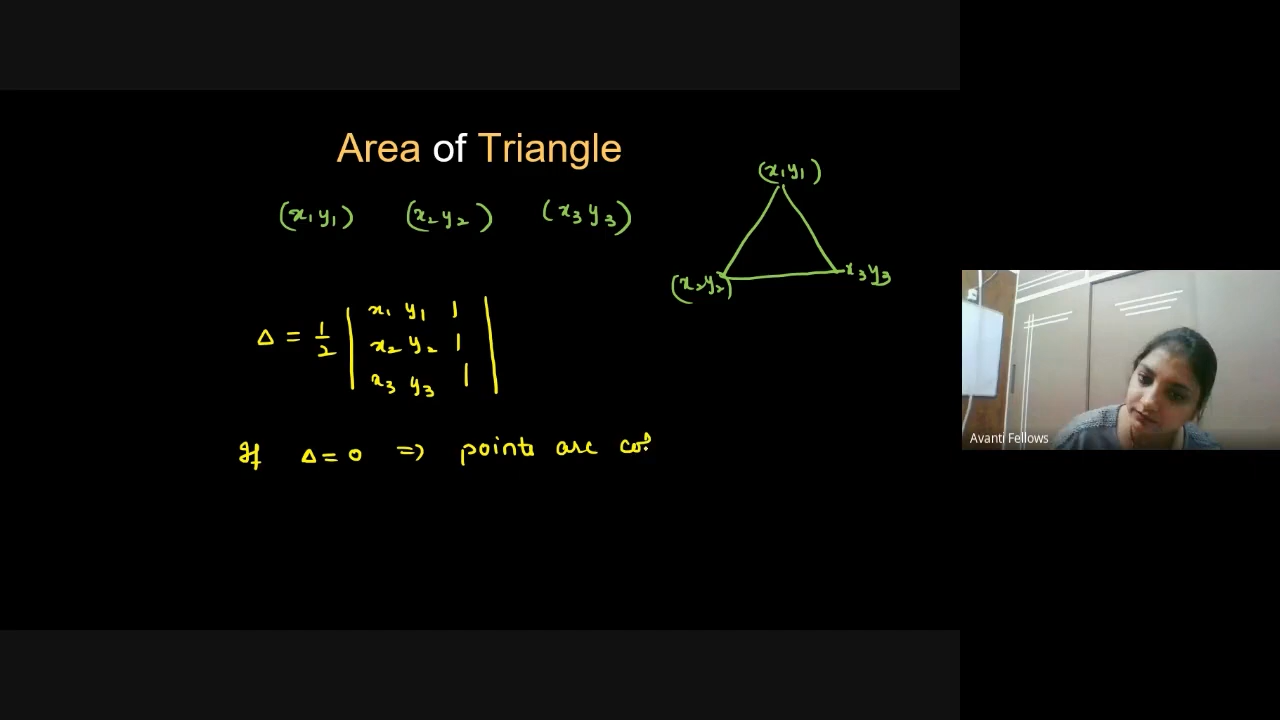 Area of Triangle
(x₁ y₁) (x₂ y₂) (x₃ y₃)
(x₁ y₁)
(x₂ y₂) x₃ y₃
Δ = 1/2 | x₁ y₁ 1 |
| x₂ y₂ 1 |
| x₃ y₃ 1 |
If Δ = 0 ⇒ points are col
Avanti Fellows